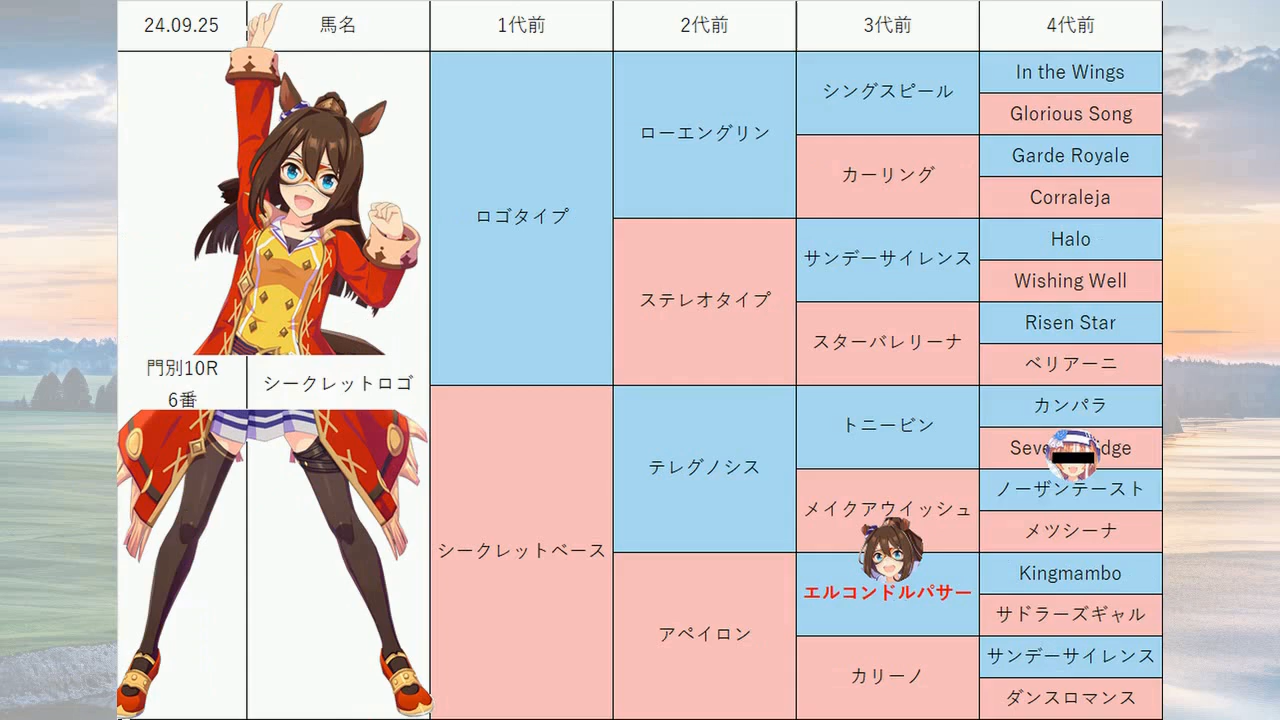 24.09.25
馬名
1代前
2代前
3代前
4代前
門別10R
6番
シークレットロゴ
ロゴタイプ
シークレットベース
ローエングリン
ステレオタイプ
テレグノシス
アペイロン
シングスピール
カーリング
サンデーサイレンス
スターバレリーナ
トニービン
メイクアウイッシュ
エルコンドルパサー
カリーノ
In the Wings
Glorious Song
Garde Royale
Corraleja
Halo
Wishing Well
Risen Star
ベリアーニ
カンパラ
ノーザンテースト
メツシーナ
Kingmambo
サドラーズギャル
サンデーサイレンス
ダンスロマンス